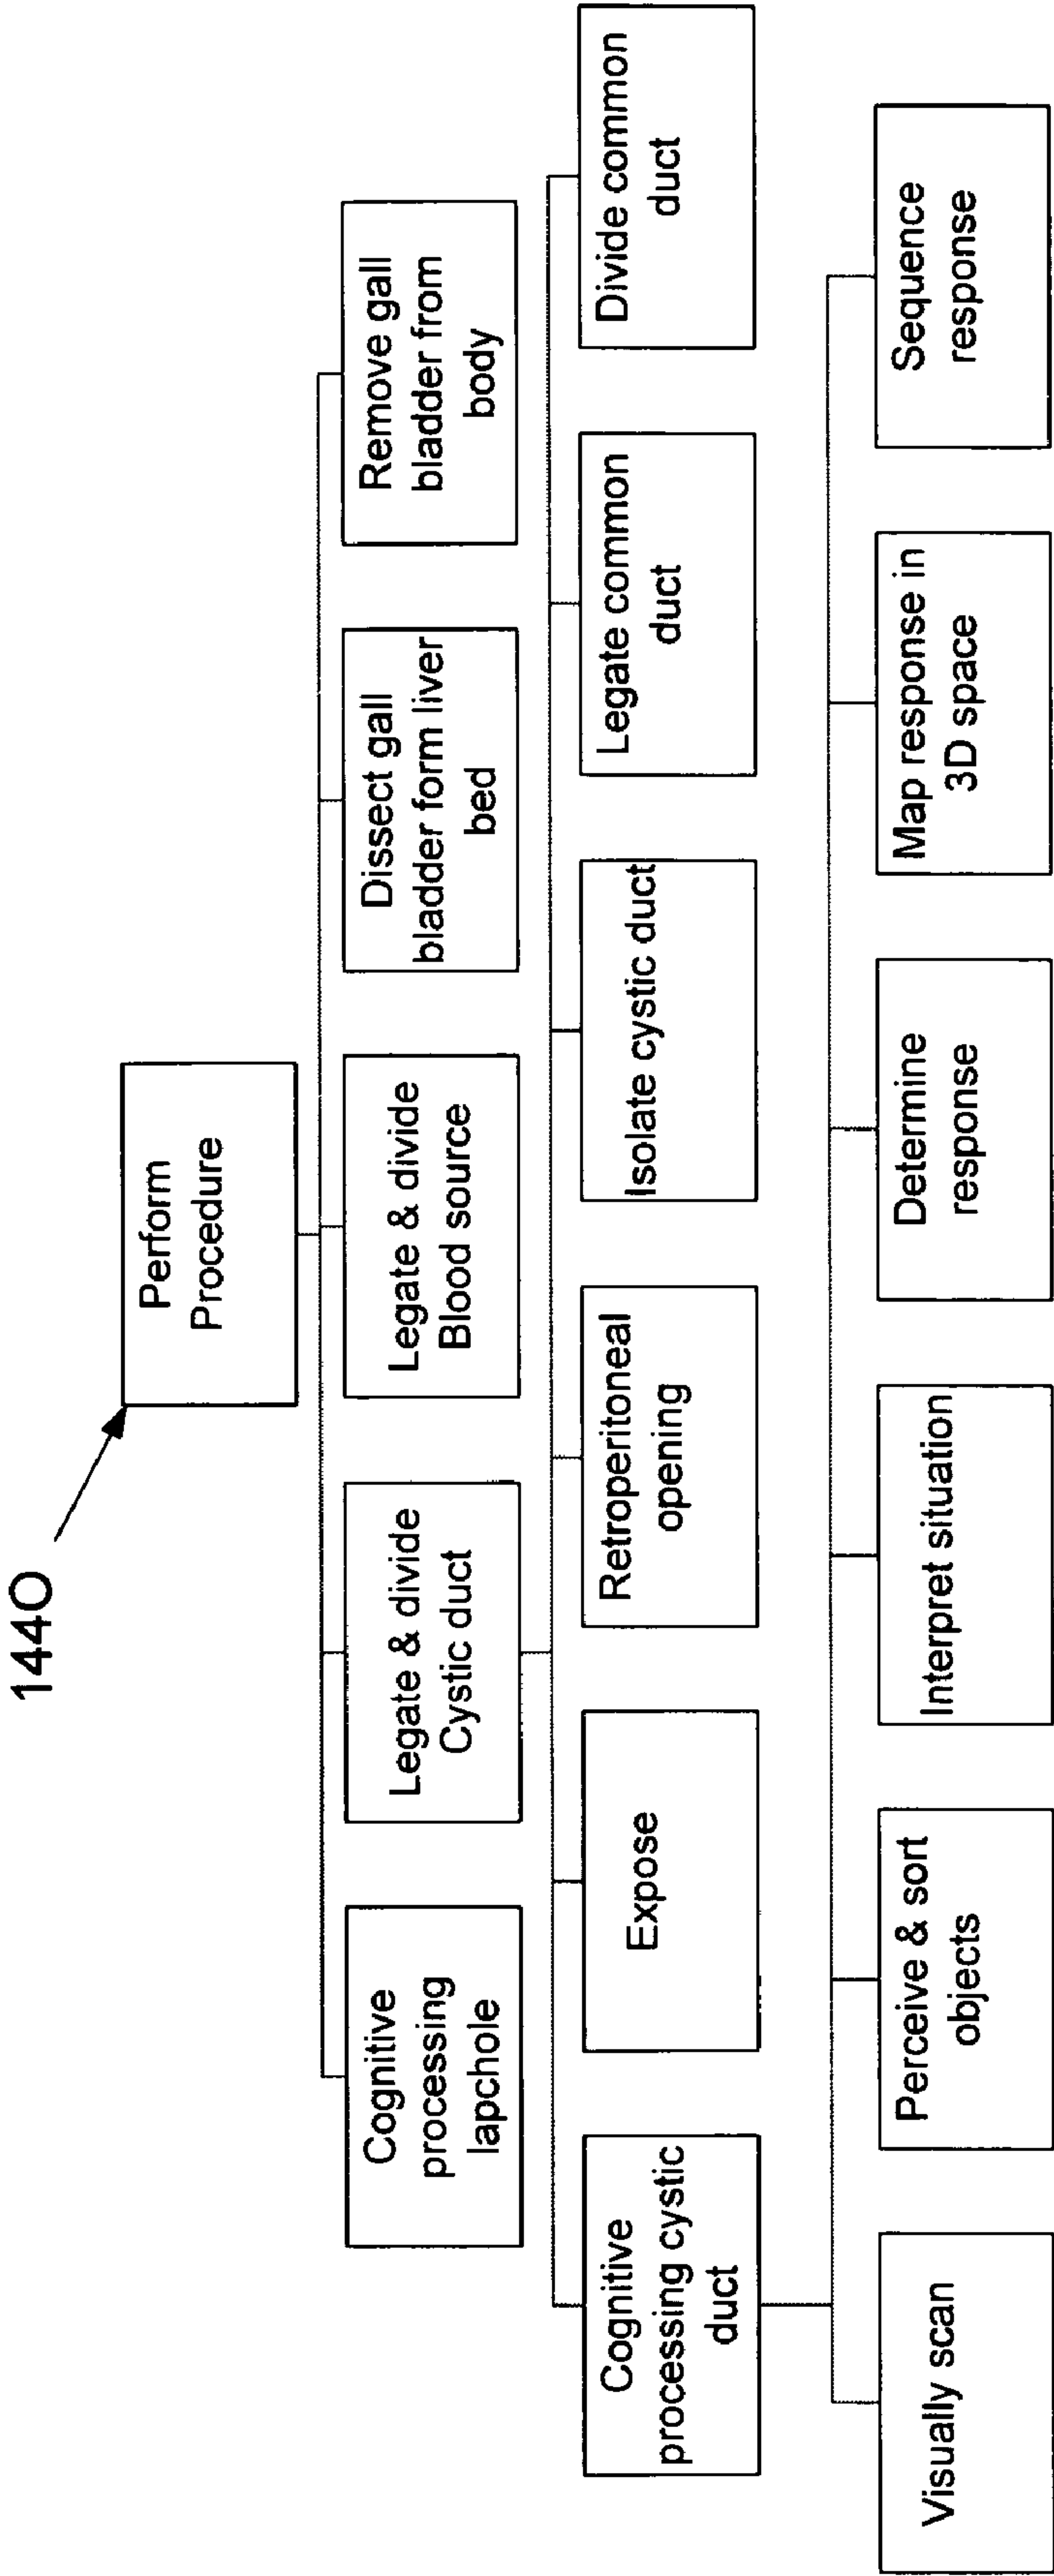 144O
Perform
Procedure
Cognitive
processing
lapchole
Legate & divide
Cystic duct
Legate & divide
Blood source
Dissect gall
bladder form liver
bed
Remove gall
bladder from
body
Cognitive
processing cystic
duct
Expose
Retroperitoneal
opening
Isolate cystic duct
Legate common
duct
Divide common
duct
Visually scan
Perceive & sort
objects
Interpret situation
Determine
response
Map response in
3D space
Sequence
response